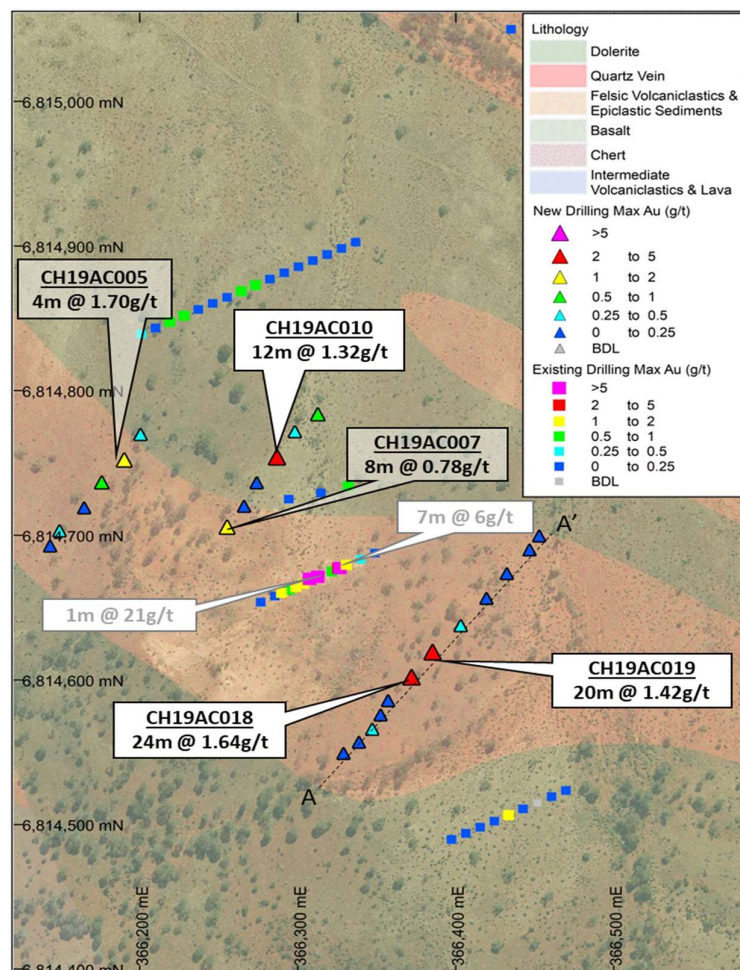 Lithology
Dolerite
Quartz Vein
Felsic Volcaniclastics &
Epiclastic Sediments
Basalt
Chert
Intermediate
Volcaniclastics & Lava
New Drilling Max Au (g/t)
>5
2 to 5
1 to 2
0.5 to 1
0.25 to 0.5
0 to 0.25
BDL
Existing Drilling Max Au (g/t)
>5
2 to 5
1 to 2
0.5 to 1
0.25 to 0.5
0 to 0.25
BDL
6,815,000 mN
6,814,900 mN
CH19AC005
4m @ 1.70g/t
CH19AC010
12m @ 1.32g/t
6,814,800 mN
CH19AC007
8m @ 0.78g/t
7m @ 6g/t
A'
6,814,700 mN
1m @ 21g/t
6,814,600 mN
CH19AC019
20m @ 1.42g/t
CH19AC018
24m @ 1.64g/t
A
6,814,500 mN
366,200 mE
366,300 mE
366,400 mE
366,500 mE
6,814,400 mN